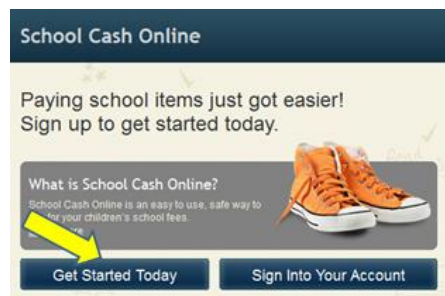 School Cash Online
Paying school items just got easier!
Sign up to get started today.
What is School Cash Online?
School Cash Online is an easy to use, safe way to
for your children's school fees.
Get Started Today
Sign Into Your Account